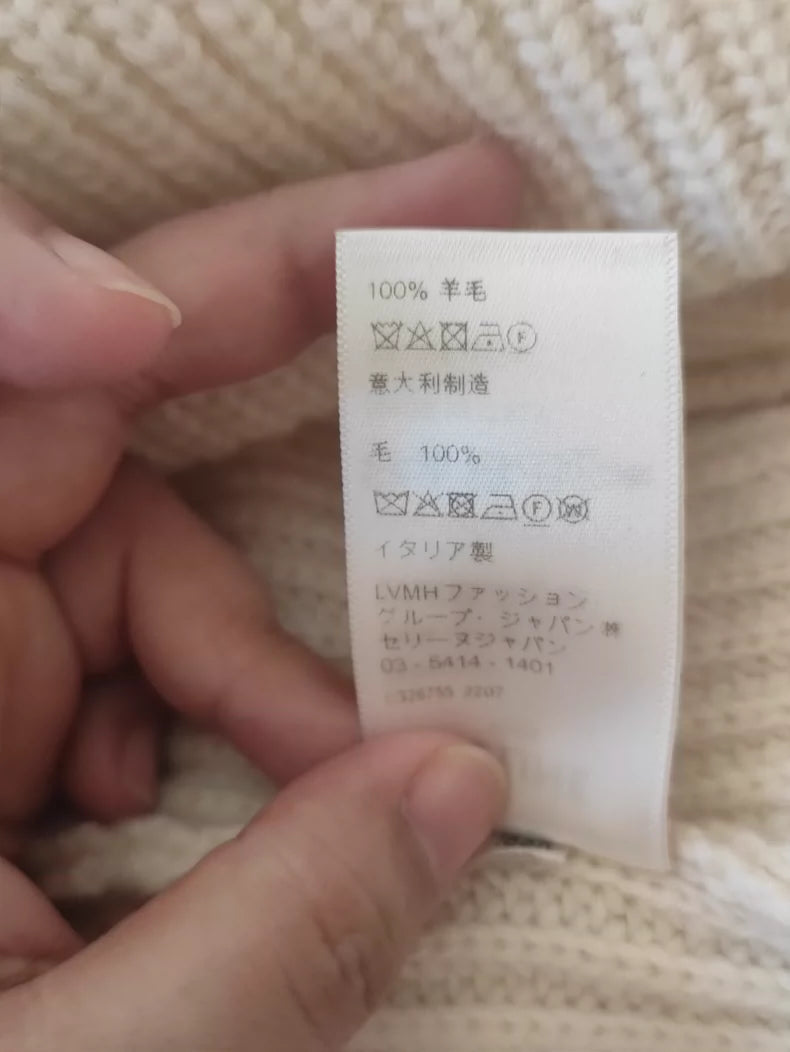 100% 羊毛
F
意大利制造
毛 100%
F W
イタリア製
LVMHファッション
グループ・ジャパン㈱
セリーヌジャパン
03-5414-1401
2207